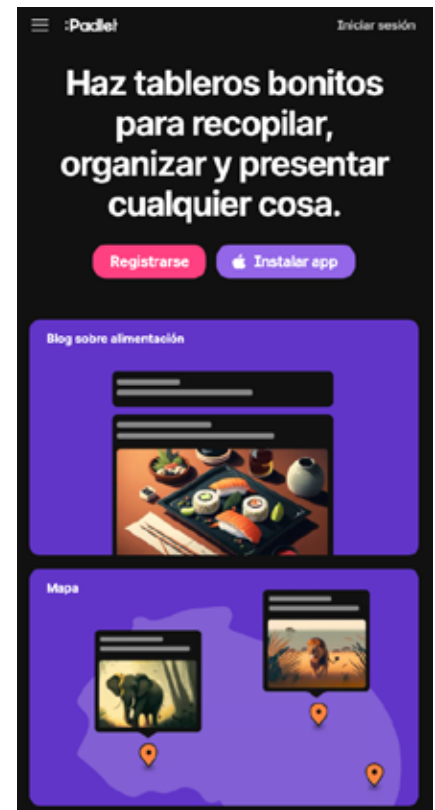 :Padlet
Iniciar sesión
Haz tableros bonitos
para recopilar,
organizar y presentar
cualquier cosa.
Registrarse
Instalar app
Blog sobre alimentación
Mapa